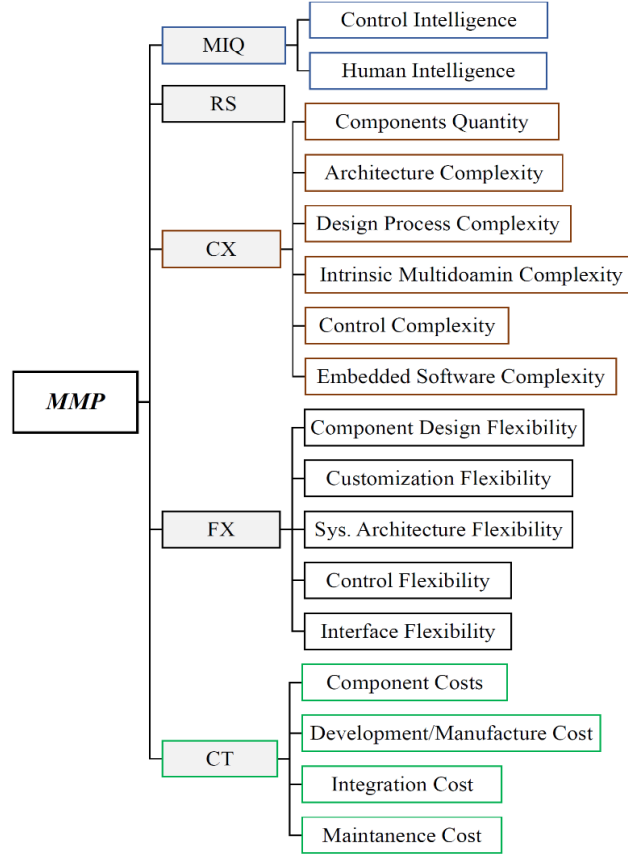 MIQ
Control Intelligence
Human Intelligence
RS
CX
Components Quantity
Architecture Complexity
Design Process Complexity
Intrinsic Multidoamin Complexity
Control Complexity
Embedded Software Complexity
MMP
FX
Component Design Flexibility
Customization Flexibility
Sys. Architecture Flexibility
Control Flexibility
Interface Flexibility
CT
Component Costs
Development/Manufacture Cost
Integration Cost
Maintanence Cost